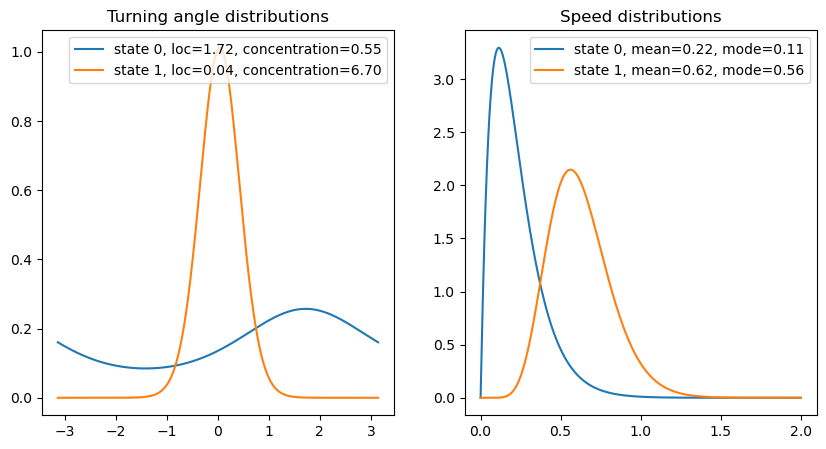 Turning angle distributions
state 0, loc=1.72, concentration=0.55
state 1, loc=0.04, concentration=6.70
1.0
0.8
0.6
0.4
0.2
0.0
−3 −2 −1 0 1 2 3
Speed distributions
state 0, mean=0.22, mode=0.11
state 1, mean=0.62, mode=0.56
3.0
2.5
2.0
1.5
1.0
0.5
0.0
0.0 0.5 1.0 1.5 2.0